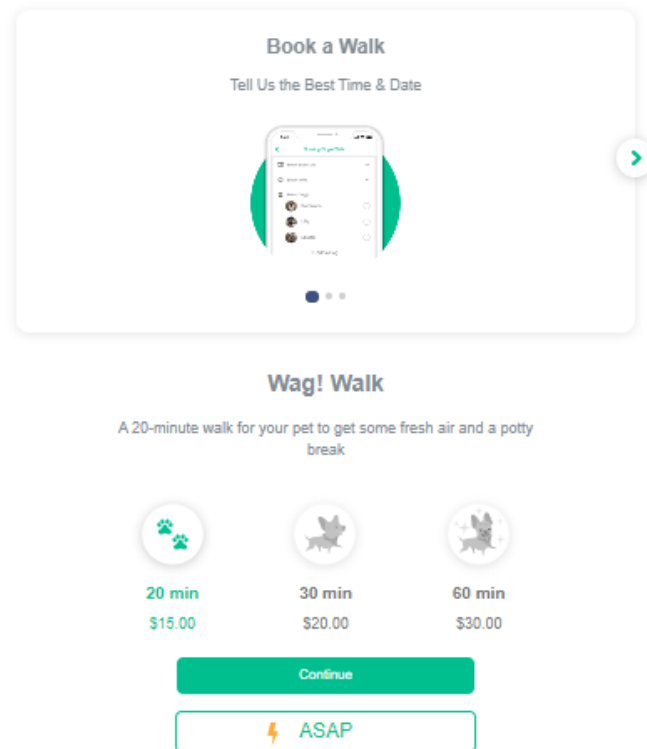 Book a Walk
Tell Us the Best Time & Date
Wag! Walk
A 20-minute walk for your pet to get some fresh air and a potty
break
20 min
30 min
60 min
$15.00
$20.00
$30.00
Continue
ASAP